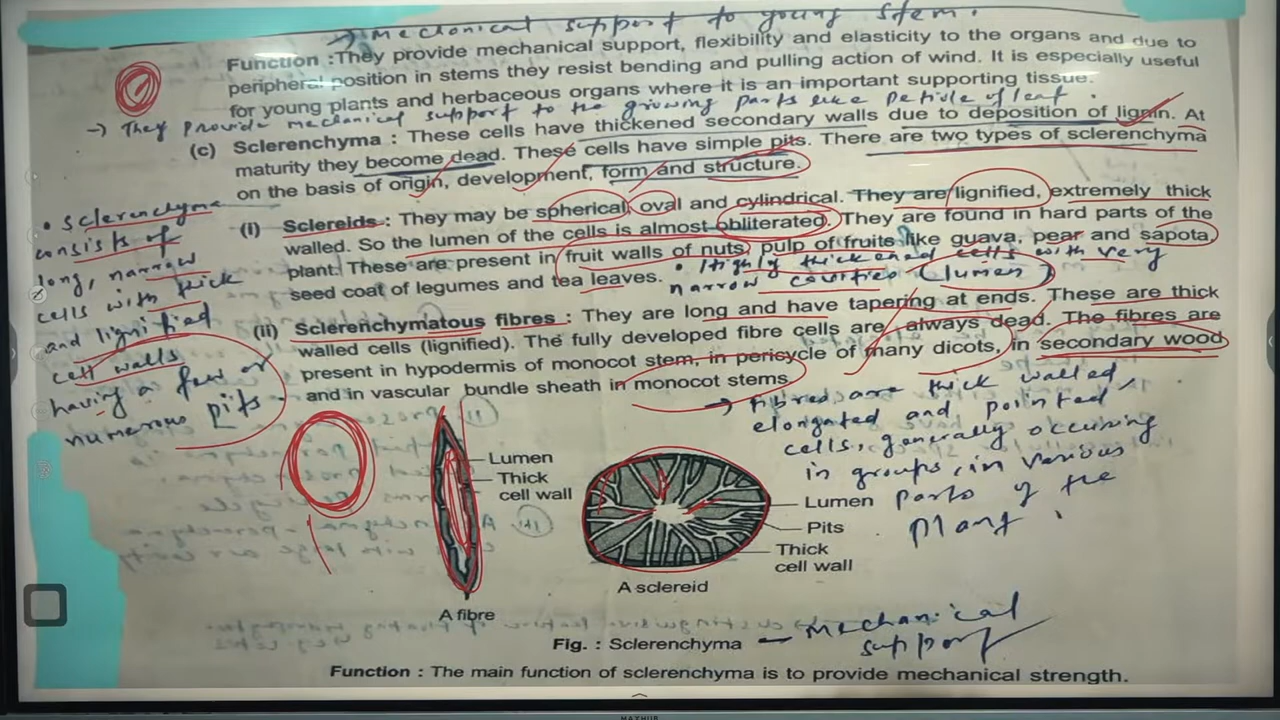 → Mechonical support to young stem.
Function :They provide mechanical support, flexibility and elasticity to the organs and due to
peripheral position in stems they resist bending and pulling action of wind. It is especially useful
for young plants and herbaceous organs where it is an important supporting tissue.
→ They provide mechanical support to the growing parts like petiole of leaf .
(c) Sclerenchyma : These cells have thickened secondary walls due to deposition of lignin. At
maturity they become dead. These cells have simple pits. There are two types of sclerenchyma
on the basis of origin, development, form and structure.
• sclerenchyma
consists of
long, narrow
cells with thick
and lignified
cell walls
having a few or
numerous pits
(i) Sclereids : They may be spherical, oval and cylindrical. They are lignified, extremely thick
walled. So the lumen of the cells is almost obliterated. They are found in hard parts of the
plant. These are present in fruit walls of nuts, pulp of fruits like guava, pear and sapota,
seed coat of legumes and tea leaves. • Highly thickened cells with very
narrow cavities (lumen)
(ii) Sclerenchymatous fibres : They are long and have tapering at ends. These are thick
walled cells (lignified). The fully developed fibre cells are always dead. The fibres are
present in hypodermis of monocot stem, in pericycle of many dicots, in secondary wood
and in vascular bundle sheath in monocot stems
→ fibres are thick walled,
elongated and pointed
cells, generally occuring
in groups, in various
parts of the
plant .
Lumen
Thick
cell wall
A fibre
Lumen
Pits
Thick
cell wall
A sclereid
Fig. : Sclerenchyma — Mechanical
support
Function : The main function of sclerenchyma is to provide mechanical strength.
MAXHUB